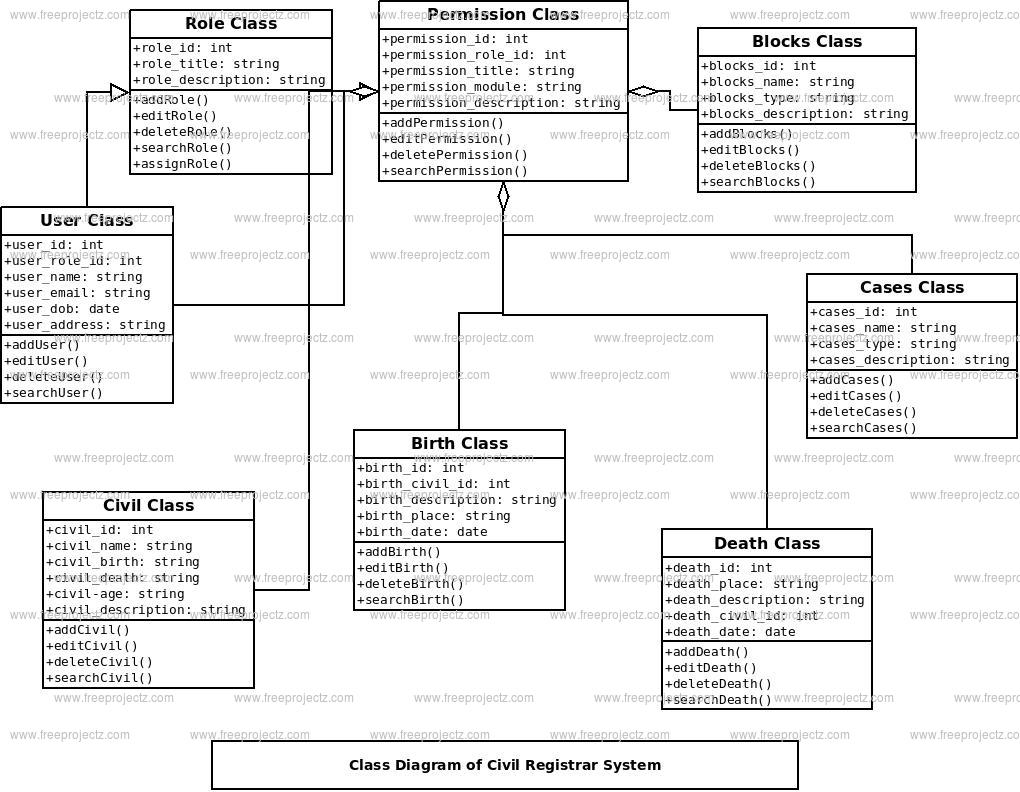 Role Class
+role_id: int
+role_title: string
+role_description: string
+addRole()
+editRole()
+deleteRole()
+searchRole()
+assignRole()
Permission Class
+permission_id: int
+permission_role_id: int
+permission_title: string
+permission_module: string
+permission_description: string
+addPermission()
+editPermission()
+deletePermission()
+searchPermission()
Blocks Class
+blocks_id: int
+blocks_name: string
+blocks_type: string
+blocks_description: string
+addBlocks()
+editBlocks()
+deleteBlocks()
+searchBlocks()
User Class
+user_id: int
+user_role_id: int
+user_name: string
+user_email: string
+user_dob: date
+user_address: string
+addUser()
+editUser()
+deleteUser()
+searchUser()
Cases Class
+cases_id: int
+cases_name: string
+cases_type: string
+cases_description: string
+addCases()
+editCases()
+deleteCases()
+searchCases()
Birth Class
+birth_id: int
+birth_civil_id: int
+birth_description: string
+birth_place: string
+birth_date: date
+addBirth()
+editBirth()
+deleteBirth()
+searchBirth()
Civil Class
+civil_id: int
+civil_name: string
+civil_birth: string
+civil_death: string
+civil-age: string
+civil_description: string
+addCivil()
+editCivil()
+deleteCivil()
+searchCivil()
Death Class
+death_id: int
+death_place: string
+death_description: string
+death_civil_id: int
+death_date: date
+addDeath()
+editDeath()
+deleteDeath()
+searchDeath()
Class Diagram of Civil Registrar System
www.freeprojectz.com